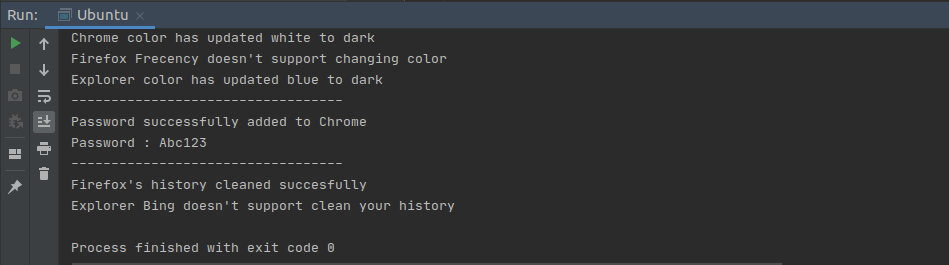 Run: Ubuntu
Chrome color has updated white to dark
Firefox Frecency doesn't support changing color
Explorer color has updated blue to dark
----------------------------------
Password successfully added to Chrome
Password : Abc123
----------------------------------
Firefox's history cleaned succesfully
Explorer Bing doesn't support clean your history
Process finished with exit code 0